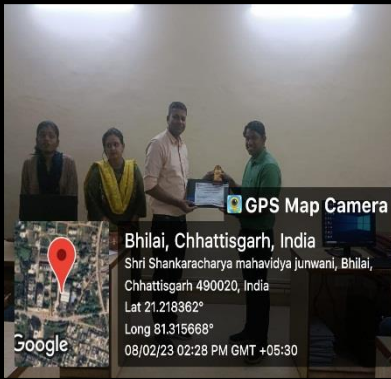 GPS Map Camera
Bhilai, Chhattisgarh, India
Shri Shankaracharya mahavidya junwani, Bhilai,
Chhattisgarh 490020, India
Lat 21.218362°
Long 81.315668°
08/02/23 02:28 PM GMT +05:30
Google